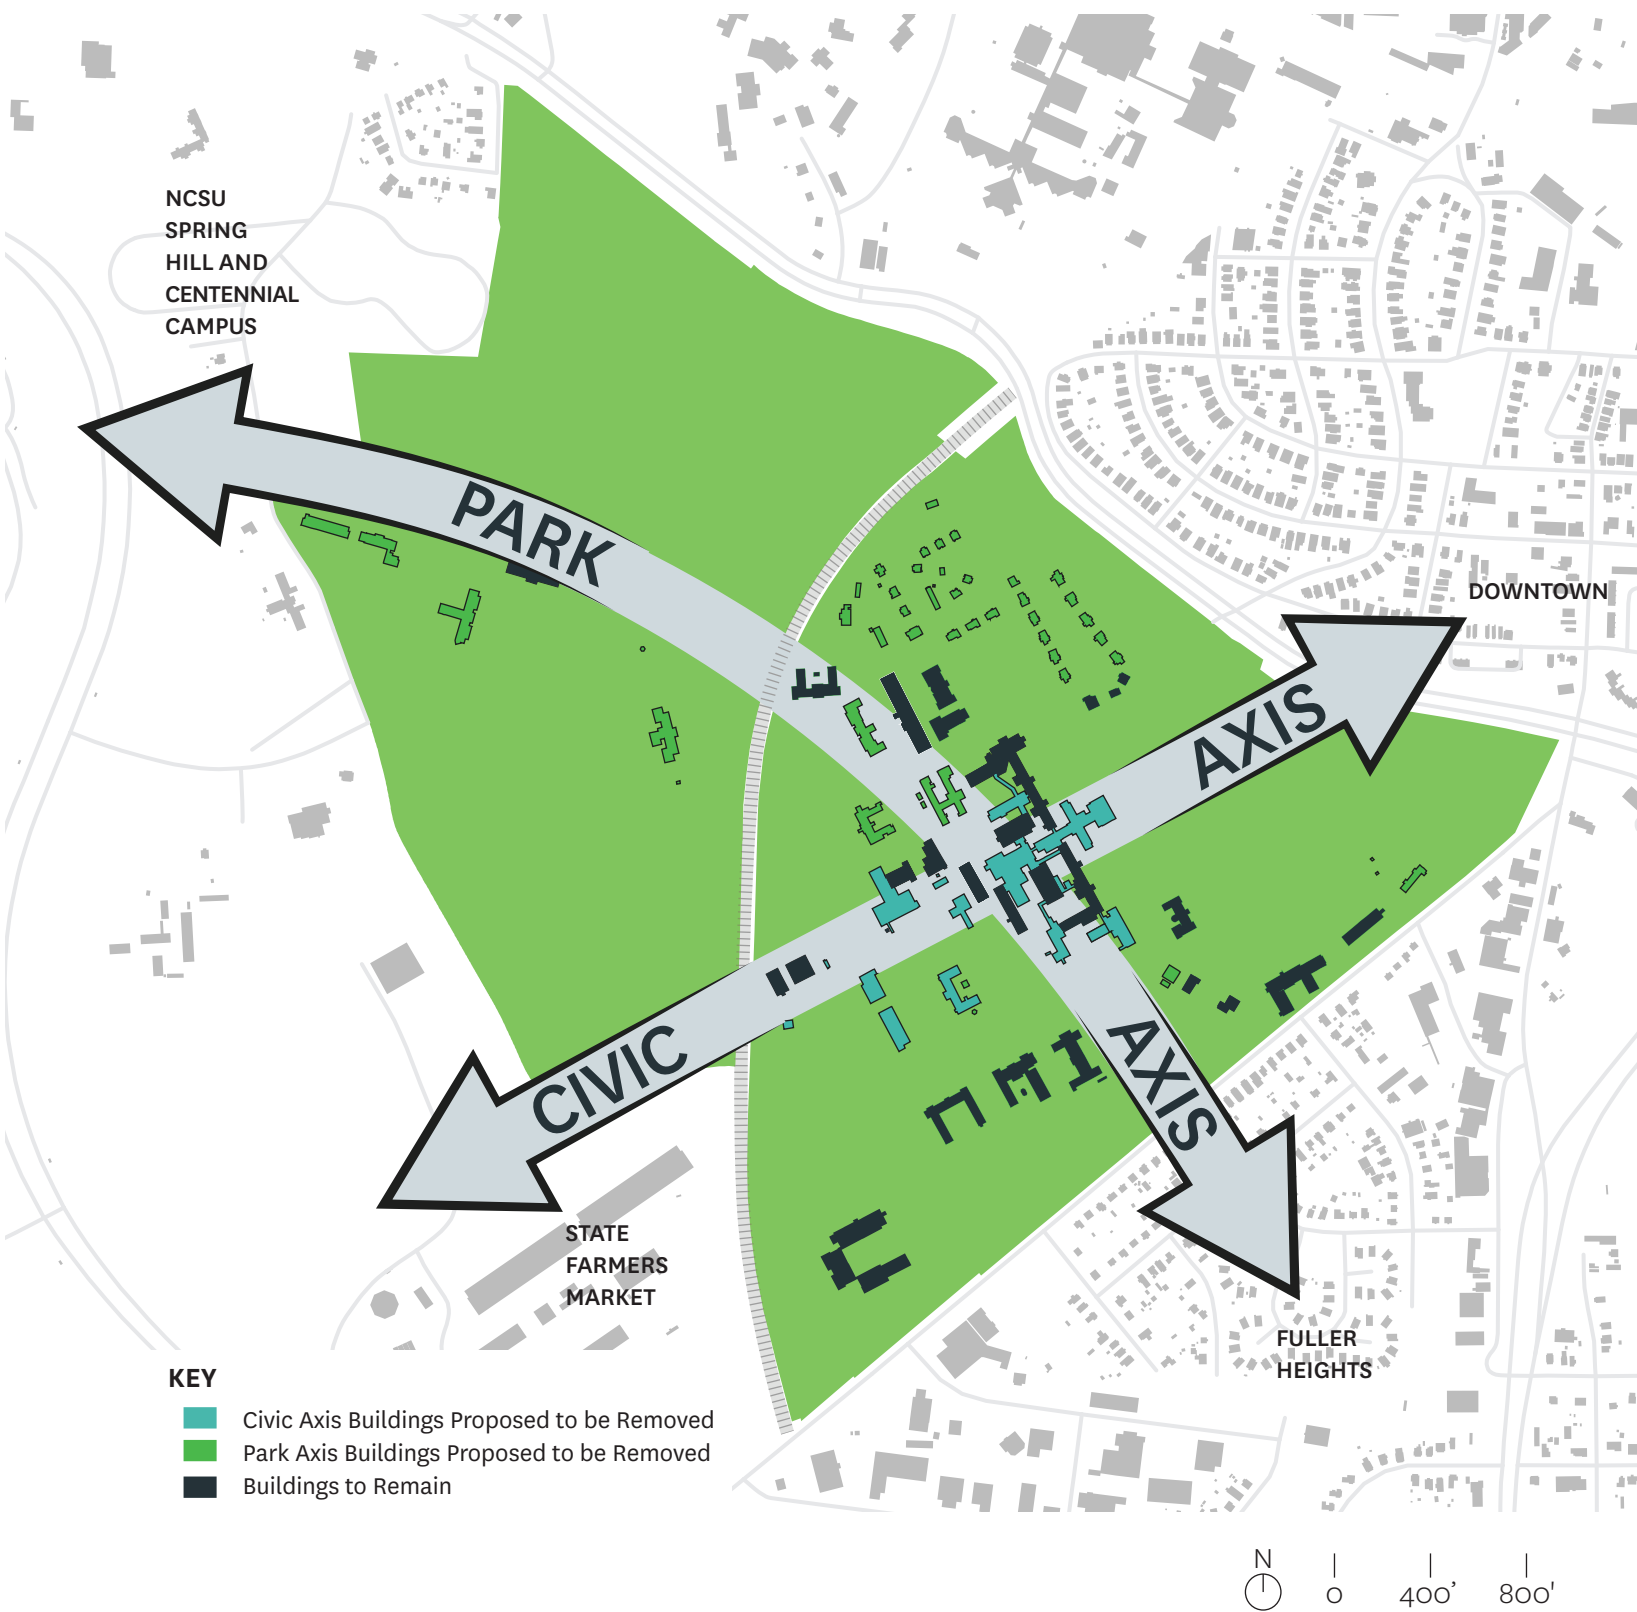 NCSU
SPRING
HILL AND
CENTENNIAL
CAMPUS
PARK
DOWNTOWN
AXIS
CIVIC
AXIS
STATE
FARMERS
MARKET
FULLER
HEIGHTS
KEY
Civic Axis Buildings Proposed to be Removed
Park Axis Buildings Proposed to be Removed
Buildings to Remain
N
0 400' 800'